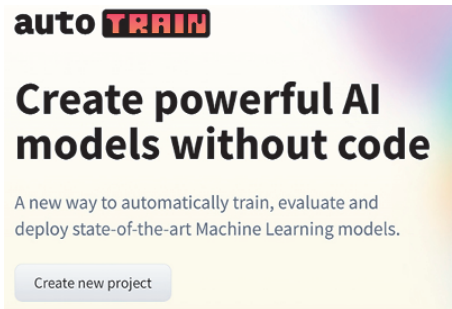 auto TRAIN
Create powerful AI
models without code
A new way to automatically train, evaluate and
deploy state-of-the-art Machine Learning models.
Create new project